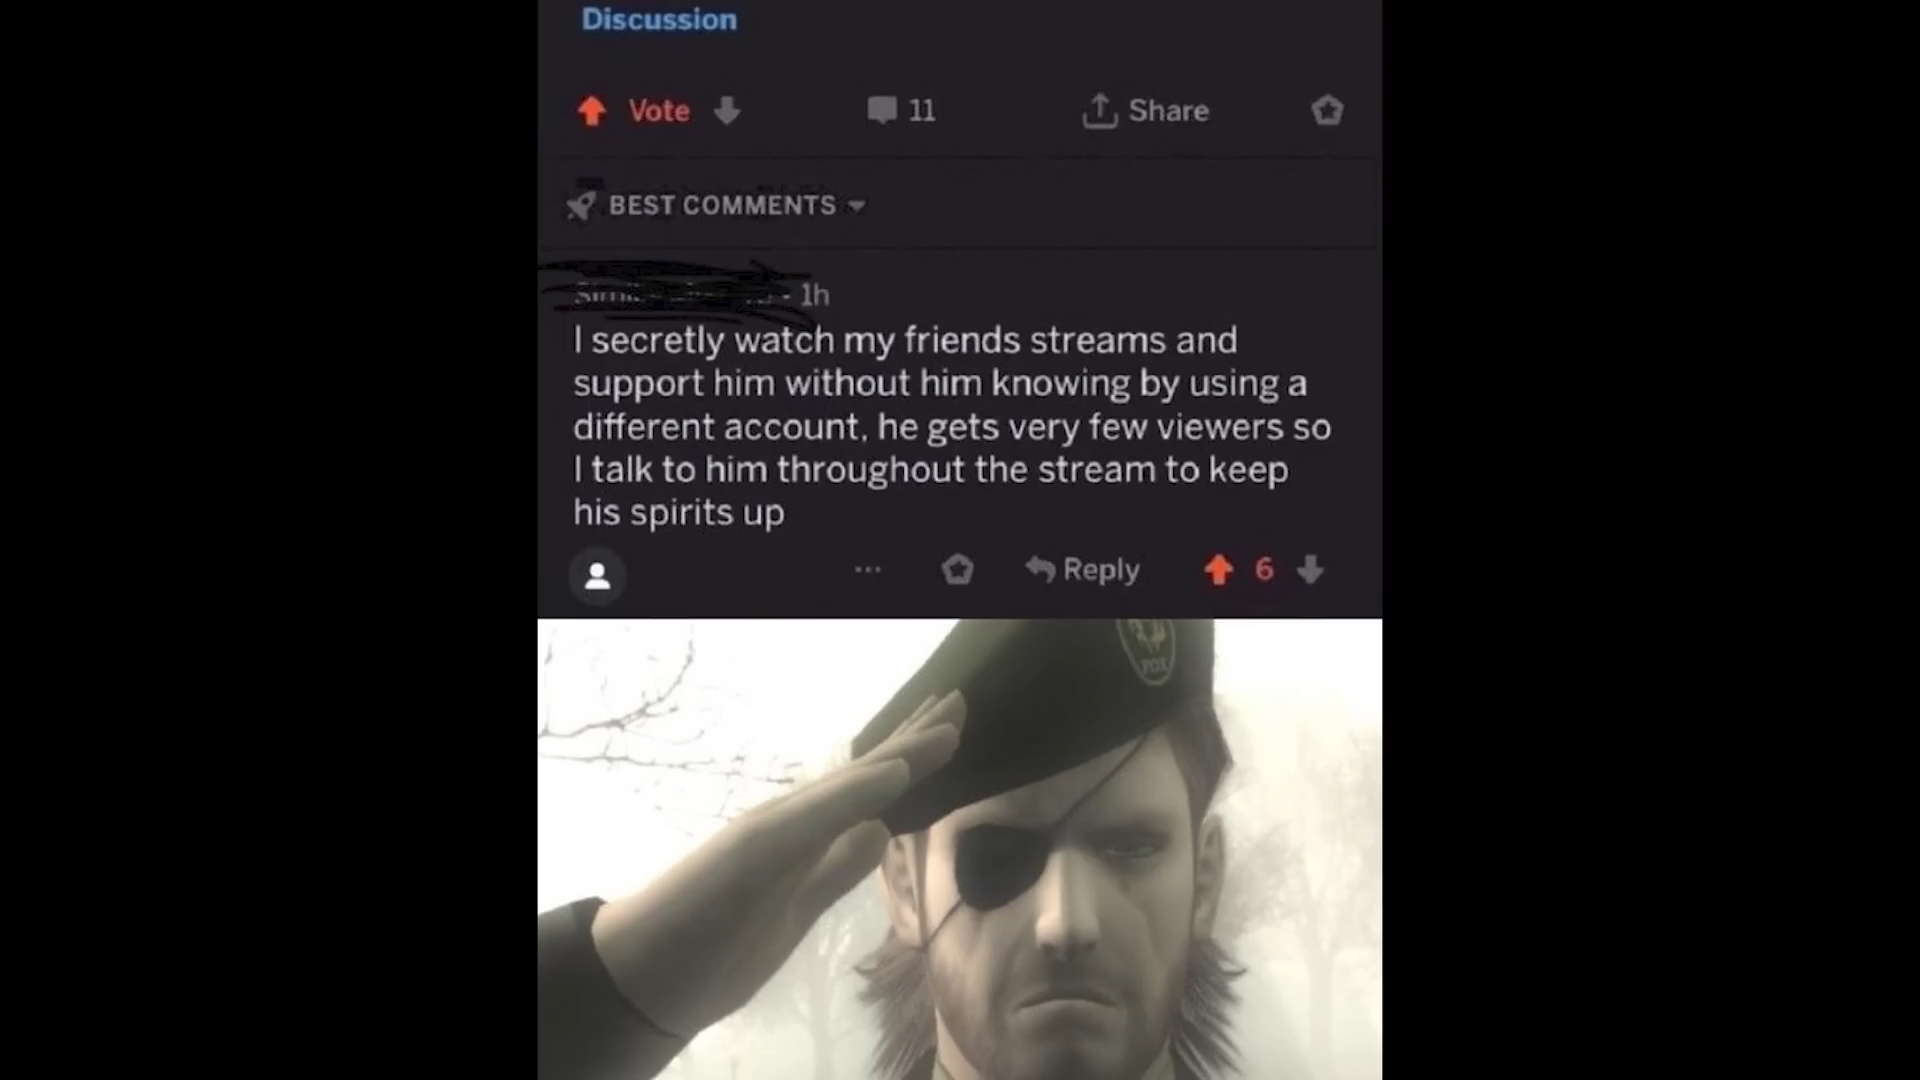 Discussion
Vote
11
Share
BEST COMMENTS
1h
I secretly watch my friends streams and
support him without him knowing by using a
different account, he gets very few viewers so
I talk to him throughout the stream to keep
his spirits up
Reply
6
FOX